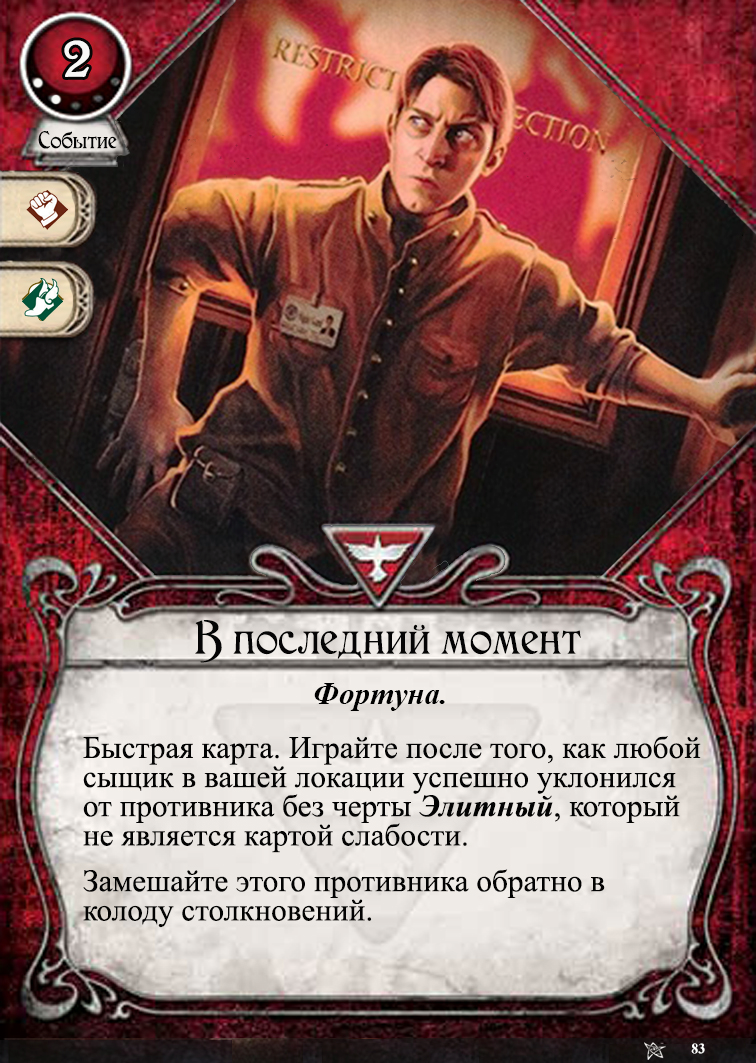 2
Событие
RESTRICT
ECTION
В последний момент
Фортуна.
Быстрая карта. Играйте после того, как любой
сыщик в вашей локации успешно уклонился
от противника без черты Элитный, который
не является картой слабости.
Замешайте этого противника обратно в
колоду столкновений.
83